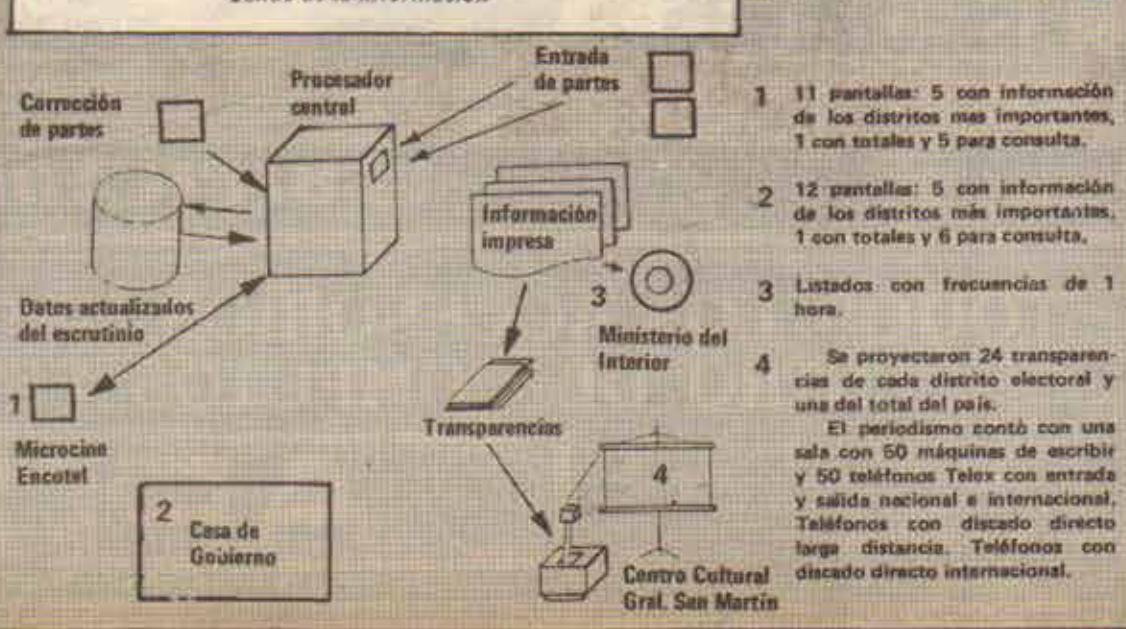 Salida de la información
Entrada
de partes
Procesador
central
Corrección
de partes
Información
impresa
Datos actualizados
del escrutinio
3
Ministerio del
Interior
1
Microcine
Encotel
Transparencias
4
2
Casa de
Gobierno
Centro Cultural
Gral. San Martín
1 11 pantallas: 5 con información
de los distritos mas importantes,
1 con totales y 5 para consulta.
2 12 pantallas: 5 con información
de los distritos más importantes,
1 con totales y 6 para consulta.
3 Listados con frecuencias de 1
hora.
4 Se proyectaron 24 transparen-
cias de cada distrito electoral y
una del total del país.
El periodismo contó con una
sala con 50 máquinas de escribir
y 50 teléfonos Telex con entrada
y salida nacional e internacional.
Teléfonos con discado directo
larga distancia. Teléfonos con
discado directo internacional.